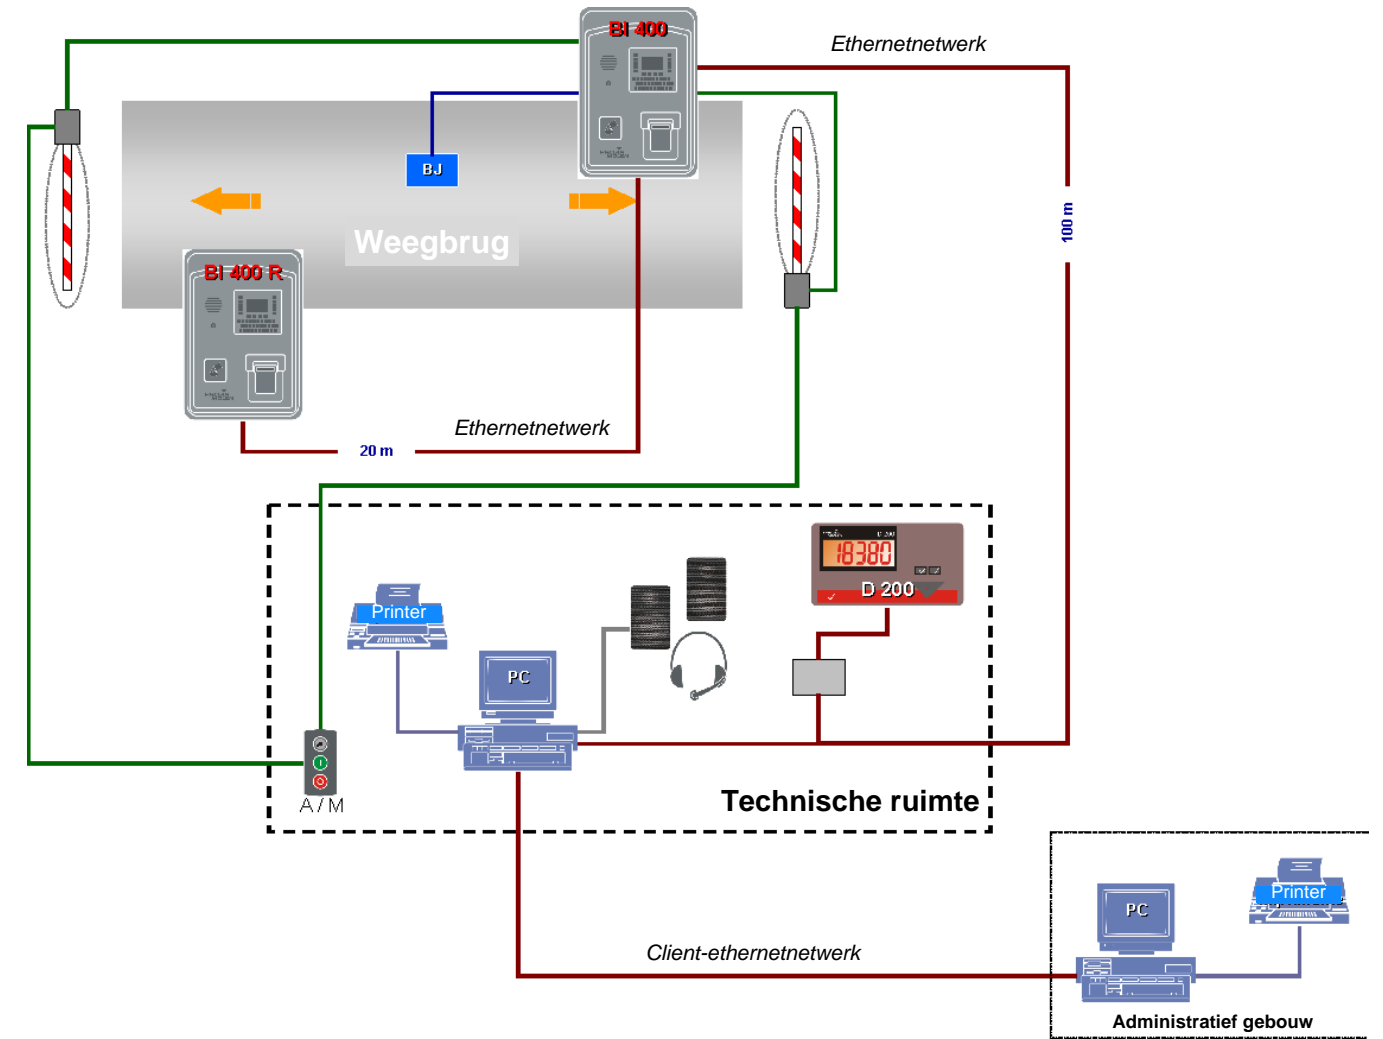 BI 400
Ethernetnetwerk
BJ
100 m
Weegbrug
BI 400 R
Ethernetnetwerk
20 m
D 200
18380
D 200
Printer
PC
A / M
Technische ruimte
Printer
PC
Client-ethernetnetwerk
Administratief gebouw